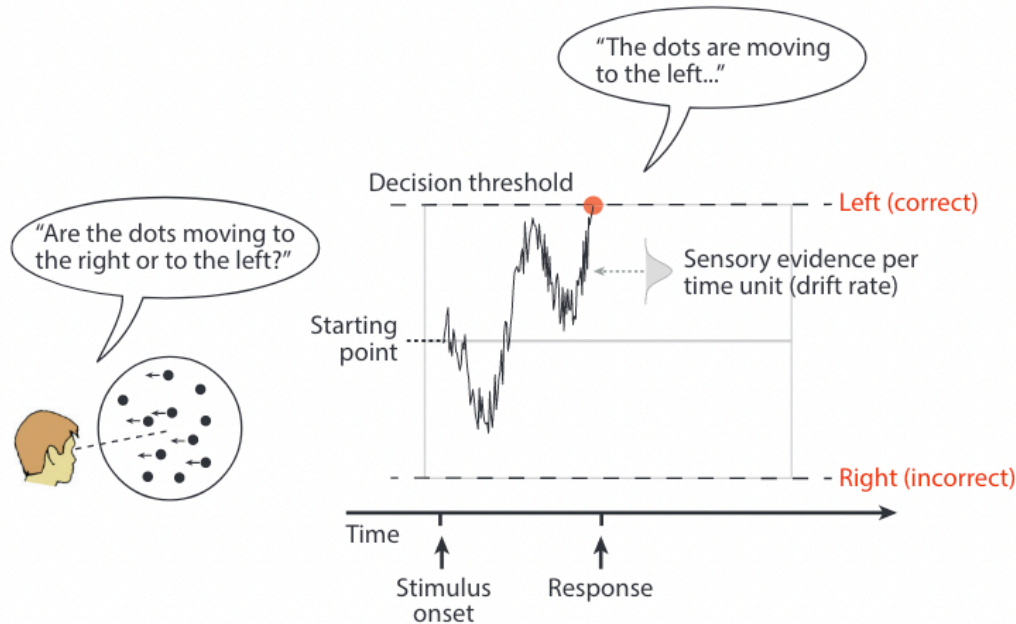 “The dots are moving
to the left...”
Decision threshold
Left (correct)
“Are the dots moving to
the right or to the left?”
Sensory evidence per
time unit (drift rate)
Starting
point
Right (incorrect)
Time
Stimulus
onset
Response